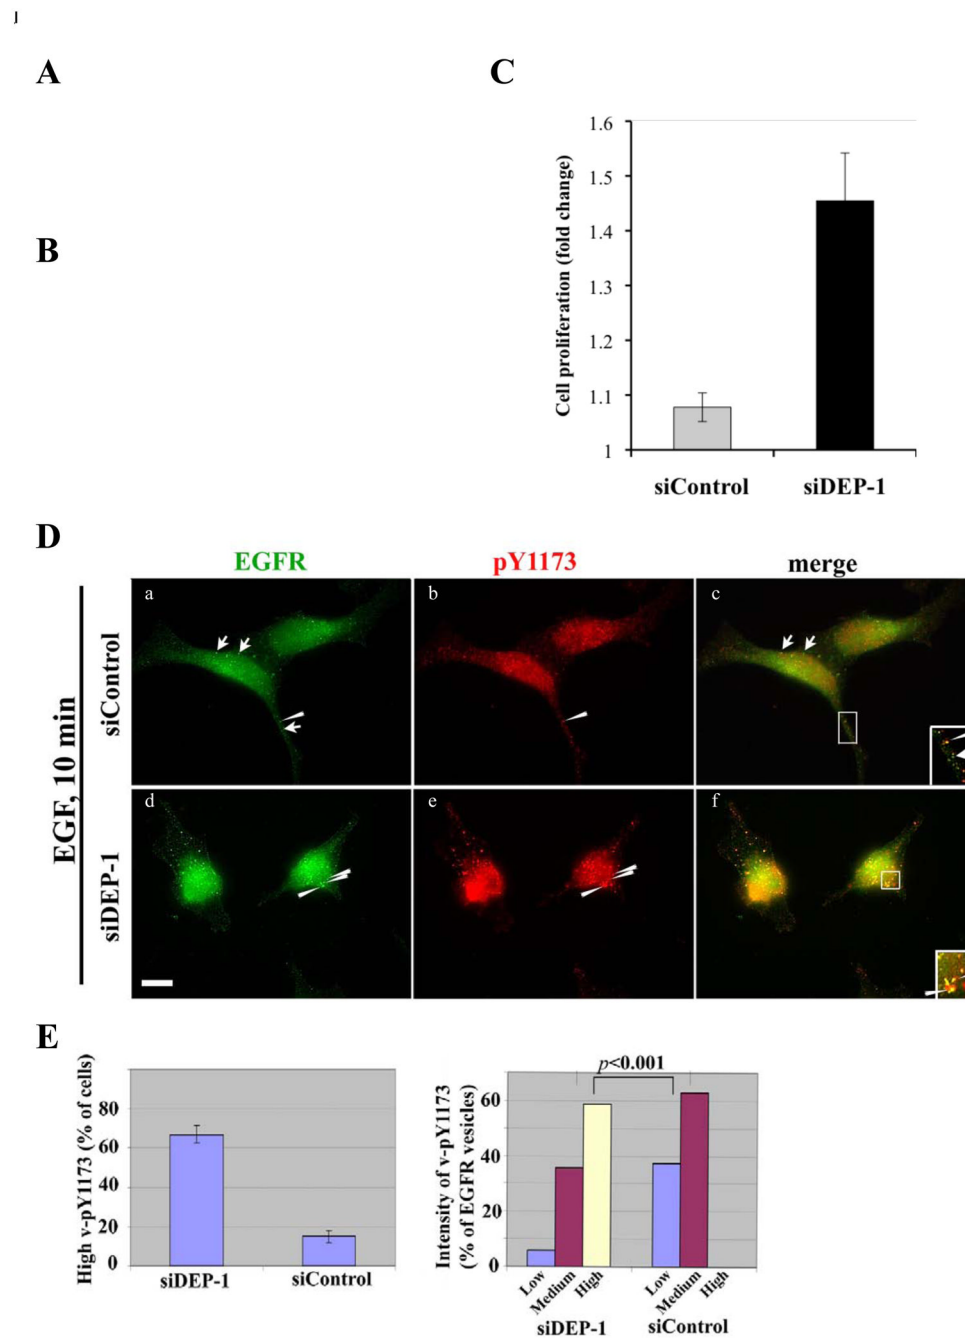 J
A
C
B
Cell proliferation (fold change)
1.6
1.5
1.4
1.3
1.2
1.1
1
siControl siDEP-1
D
EGFR pY1173 merge
EGF, 10 min
siControl
a b c
siDEP-1
d e f
E
High v-pY1173 (% of cells)
80
60
40
20
0
siDEP-1 siControl
Intensity of v-pY1173
(% of EGFR vesicles)
p<0.001
60
40
20
0
Low Medium High Low Medium High
siDEP-1 siControl